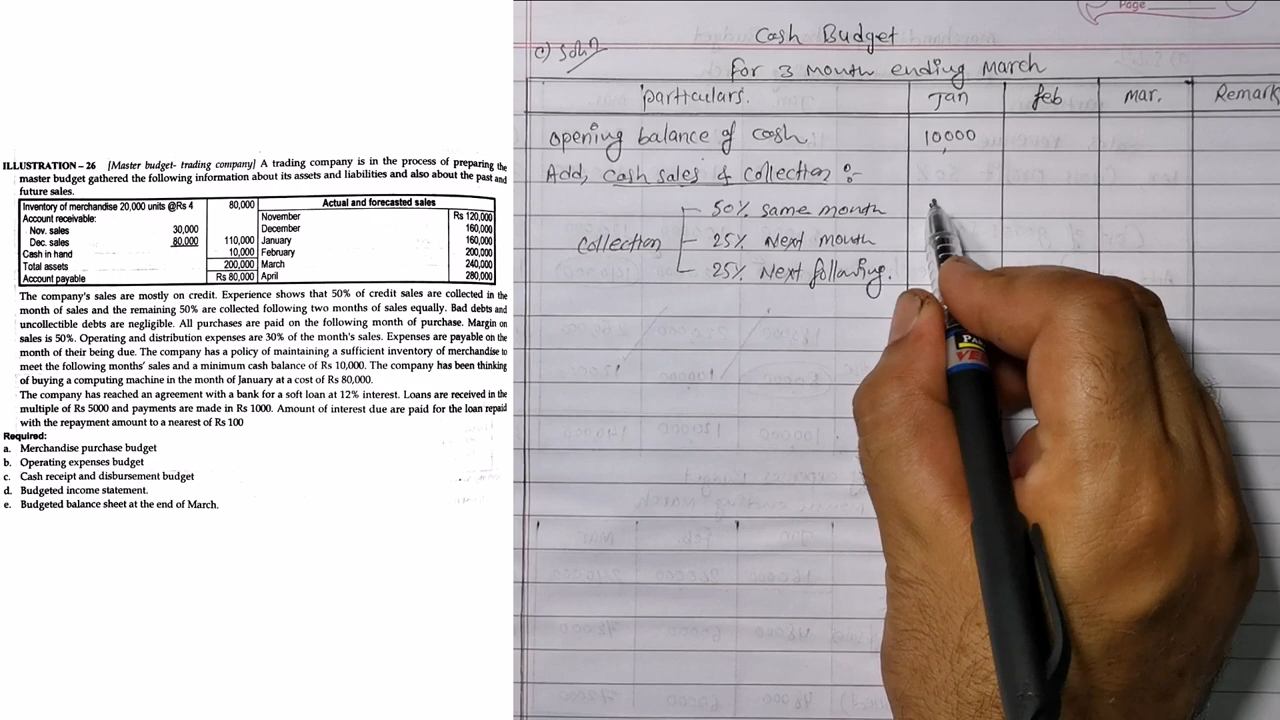 ILLUSTRATION – 26 [Master budget- trading company] A trading company is in the process of preparing the
master budget gathered the following information about its assets and liabilities and also about the past and
future sales.
Inventory of merchandise 20,000 units @Rs 4 80,000 Actual and forecasted sales
Account receivable: November Rs 120,000
Nov. sales 30,000 December 160,000
Dec. sales 80,000 110,000 January 160,000
Cash in hand 10,000 February 200,000
Total assets 200,000 March 240,000
Account payable Rs 80,000 April 280,000
The company's sales are mostly on credit. Experience shows that 50% of credit sales are collected in the
month of sales and the remaining 50% are collected following two months of sales equally. Bad debts and
uncollectible debts are negligible. All purchases are paid on the following month of purchase. Margin on
sales is 50%. Operating and distribution expenses are 30% of the month's sales. Expenses are payable on the
month of their being due. The company has a policy of maintaining a sufficient inventory of merchandise to
meet the following months' sales and a minimum cash balance of Rs 10,000. The company has been thinking
of buying a computing machine in the month of January at a cost of Rs 80,000.
The company has reached an agreement with a bank for a soft loan at 12% interest. Loans are received in the
multiple of Rs 5000 and payments are made in Rs 1000. Amount of interest due are paid for the loan repaid
with the repayment amount to a nearest of Rs 100
Required:
a. Merchandise purchase budget
b. Operating expenses budget
c. Cash receipt and disbursement budget
d. Budgeted income statement.
e. Budgeted balance sheet at the end of March.
Page
Cash Budget
c) Soln
for 3 month ending March
particulars. Jan feb mar. Remark
opening balance of cash. 10,000
Add, cash sales & collection :-
50% same month
collection 25% Next mouth
25% Next following.